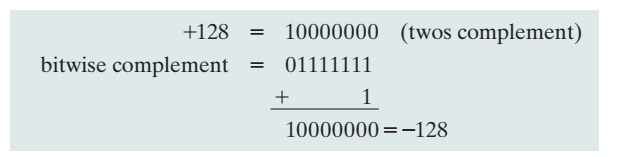 +128 = 10000000 (twos complement)
bitwise complement = 01111111
+ 1
10000000 = −128